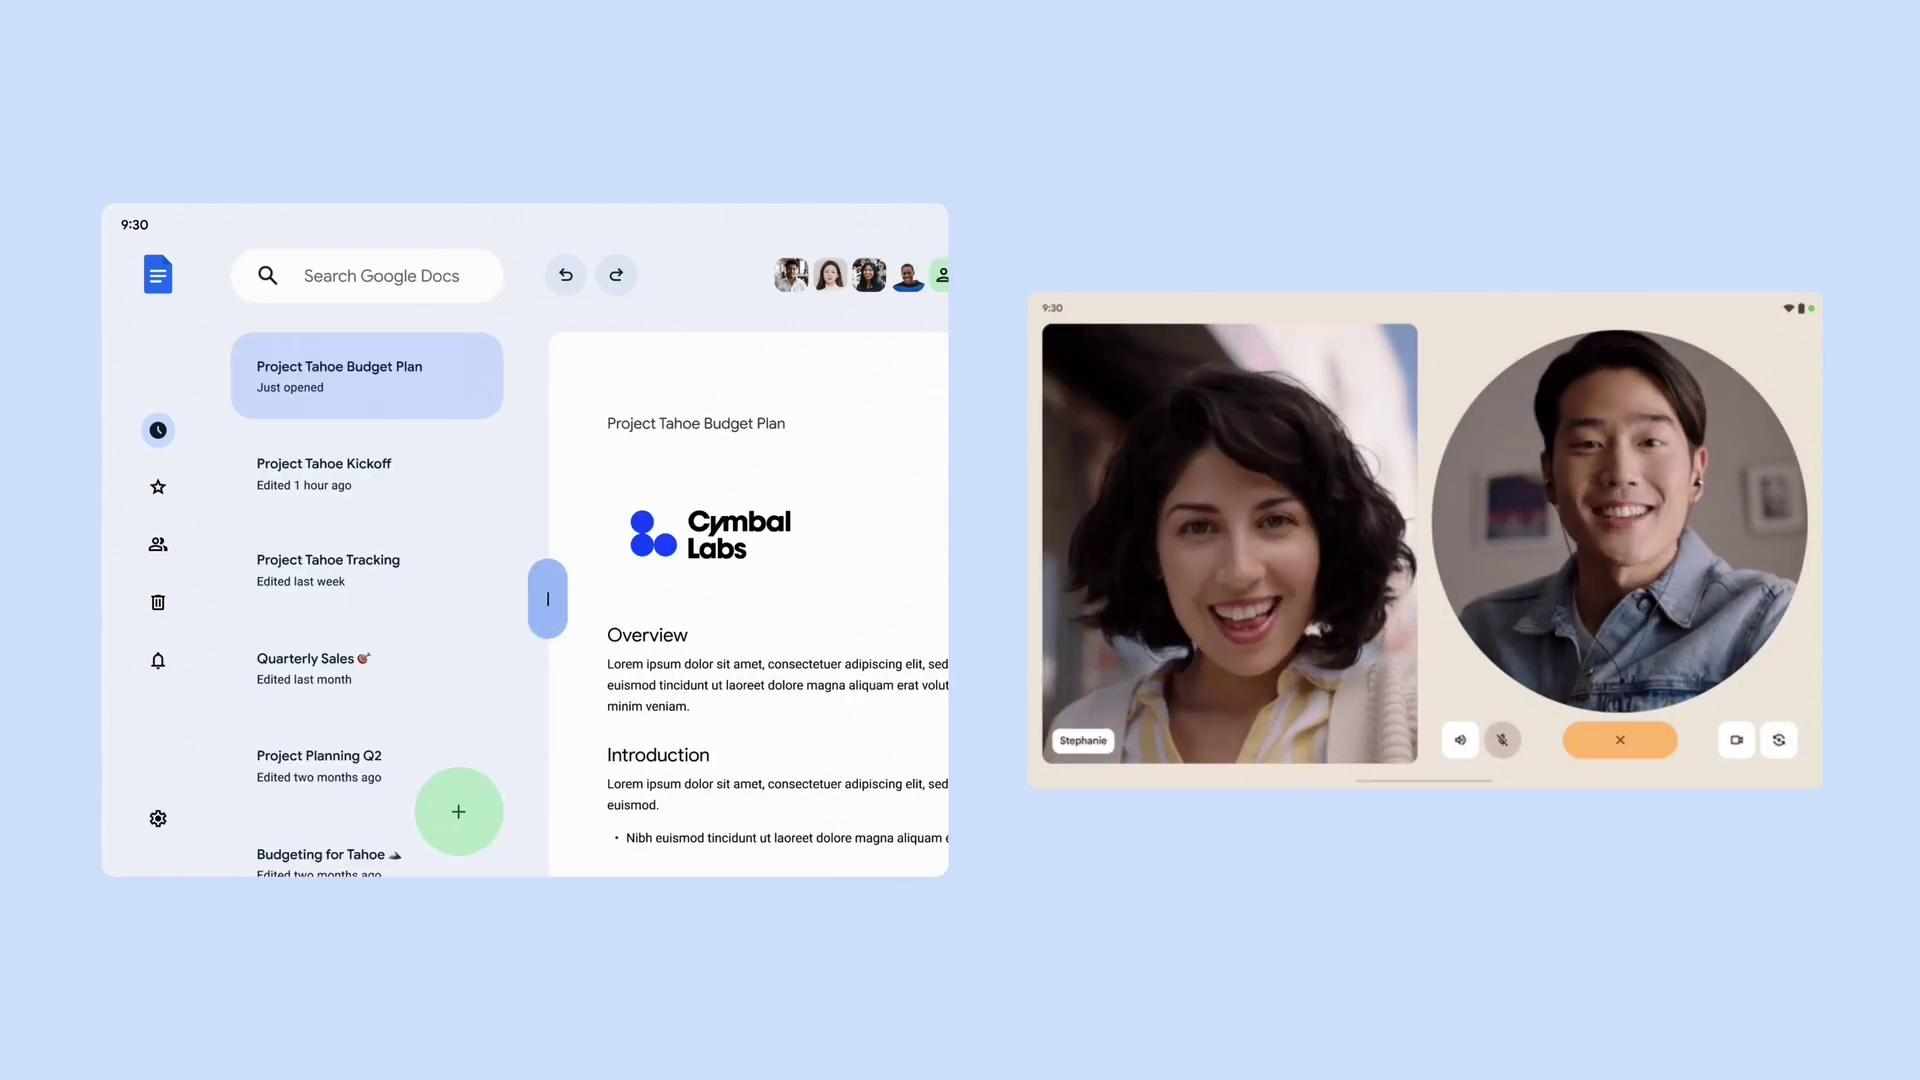 9:30
Search Google Docs
Project Tahoe Budget Plan
Just opened
Project Tahoe Kickoff
Edited 1 hour ago
Project Tahoe Tracking
Edited last week
Quarterly Sales 🎯
Edited last month
Project Planning Q2
Edited two months ago
Budgeting for Tahoe
Edited two months ago
Project Tahoe Budget Plan
Cymbal
Labs
Overview
Lorem ipsum dolor sit amet, consectetuer adipiscing elit, sed
euismod tincidunt ut laoreet dolore magna aliquam erat volut
minim veniam.
Introduction
Lorem ipsum dolor sit amet, consectetuer adipiscing elit, sed
euismod.
• Nibh euismod tincidunt ut laoreet dolore magna aliquam e
9:30
Stephanie